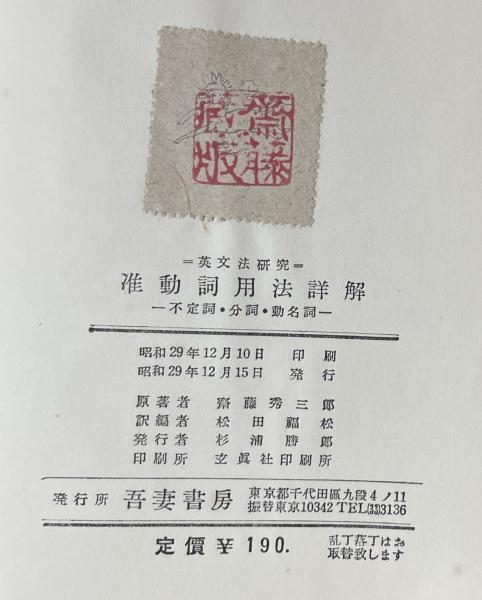 齋藤
蔵版
=英文法研究=
准動詞用法詳解
―不定詞・分詞・動名詞―
昭和29年12月10日 印刷
昭和29年12月15日 発行
原著者 齋藤秀三郎
訳編者 松田福松
発行者 杉浦勝郎
印刷所 玄眞社印刷所
発行所 吾妻書房 東京都千代田區九段4ノ11
振替東京10342 TEL(33)3136
定價¥190.
乱丁落丁はお
取替致します